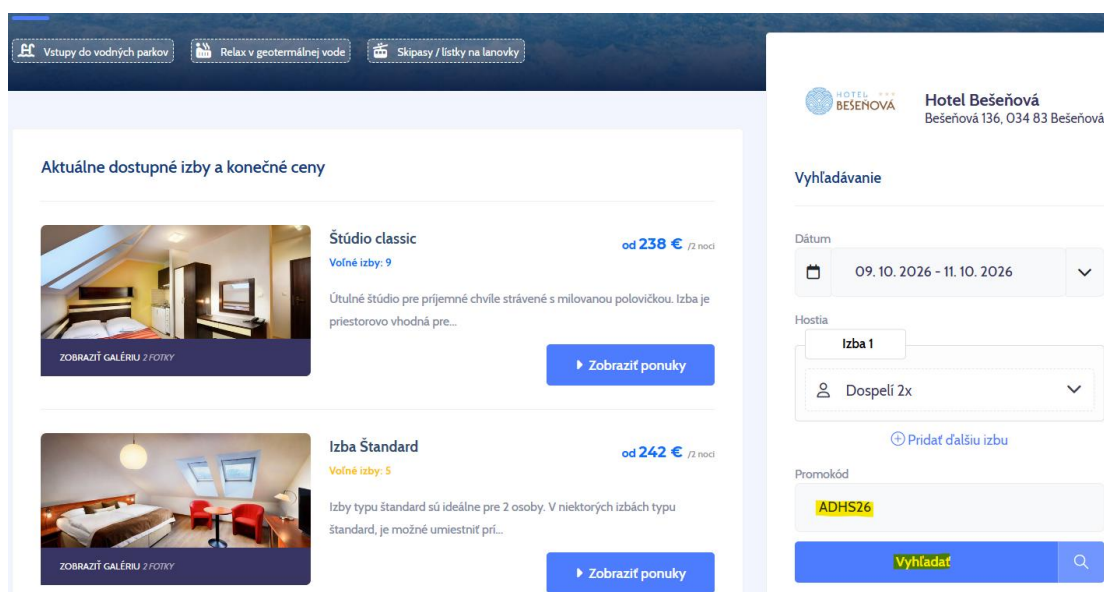 Vstupy do vodných parkov
Relax v geotermálnej vode
Skipasy / lístky na lanovky
Aktuálne dostupné izby a konečné ceny
Štúdio classic
od 238 € /2 noci
Voľné izby: 9
Útulné štúdio pre príjemné chvíle strávené s milovanou polovičkou. Izba je
priestorovo vhodná pre...
ZOBRAZIŤ GALÉRIU 2 FOTKY
Zobraziť ponuky
Izba Štandard
od 242 € /2 noci
Voľné izby: 5
Izby typu štandard sú ideálne pre 2 osoby. V niektorých izbách typu
štandard, je možné umiestniť prí...
ZOBRAZIŤ GALÉRIU 2 FOTKY
Zobraziť ponuky
HOTEL ***
BEŠEŇOVÁ
Hotel Bešeňová
Bešeňová 136, 034 83 Bešeňová
Vyhľadávanie
Dátum
09. 10. 2026 - 11. 10. 2026
Hostia
Izba 1
Dospelí 2x
Pridať ďalšiu izbu
Promokód
ADHS26
Vyhľadať